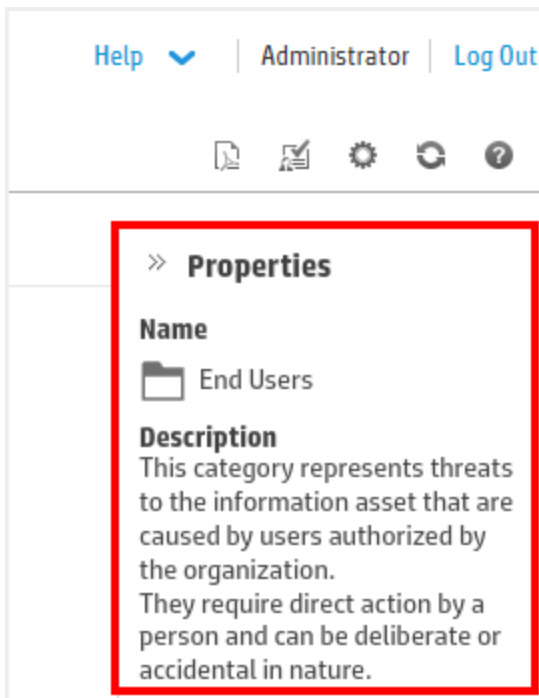 Help Administrator Log Out
Properties
Name
End Users
Description
This category represents threats
to the information asset that are
caused by users authorized by
the organization.
They require direct action by a
person and can be deliberate or
accidental in nature.